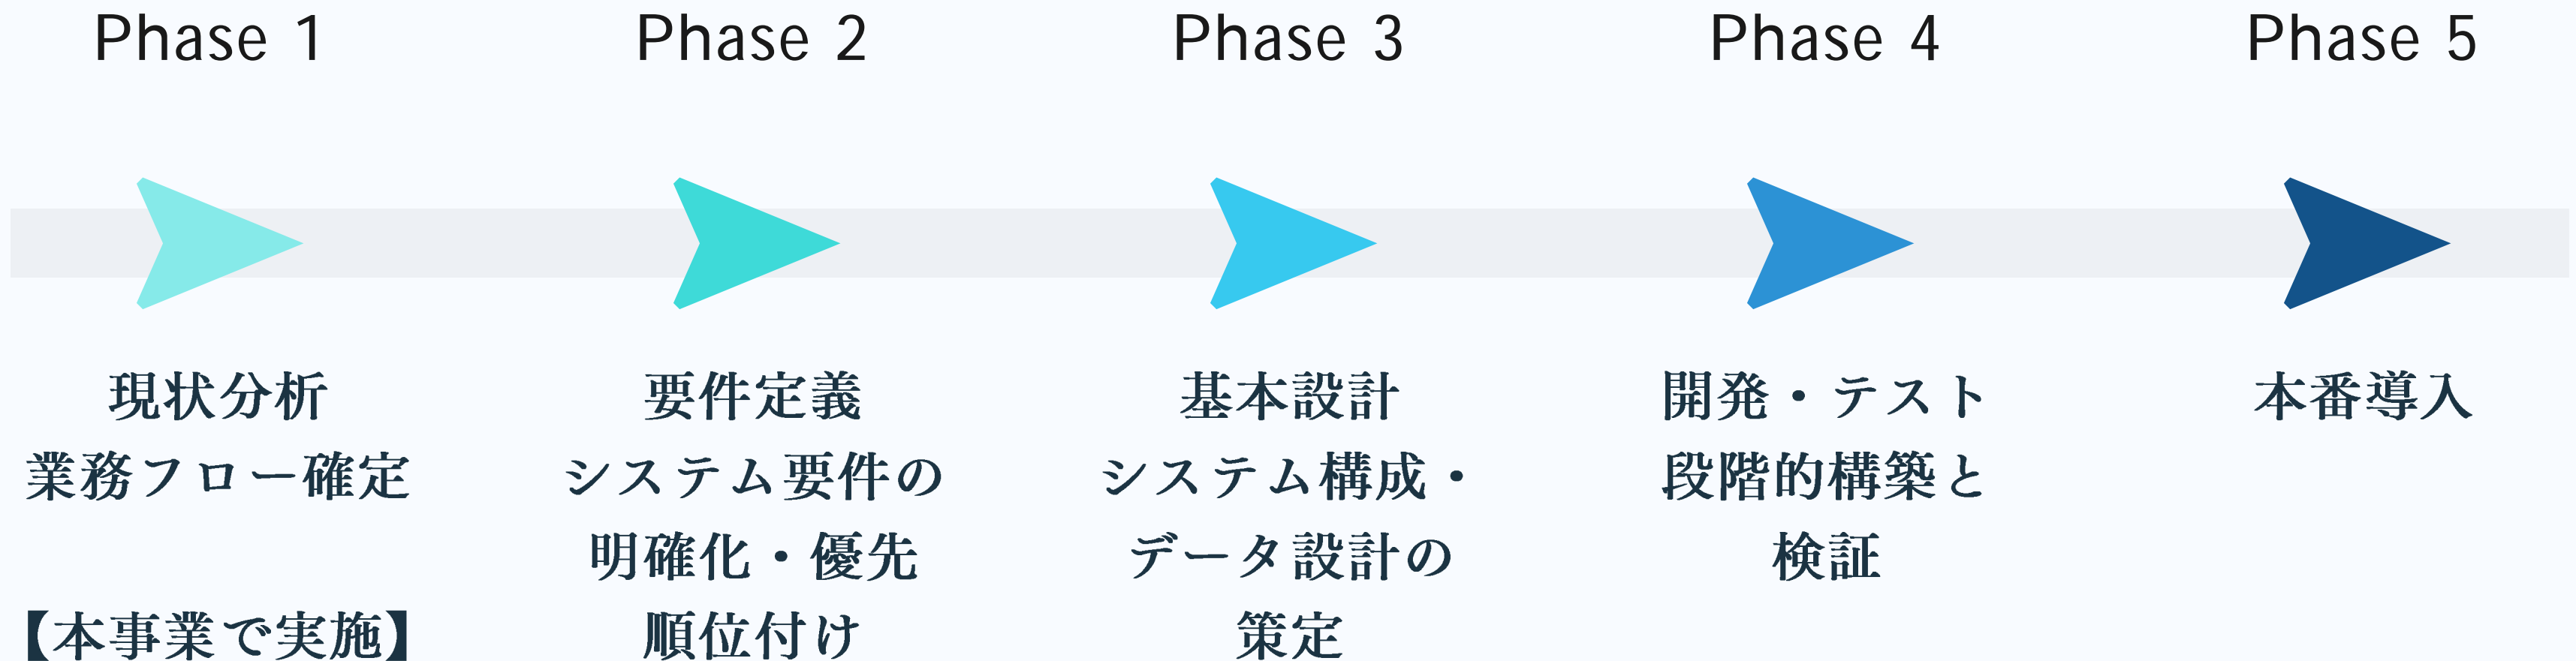 Phase 1
現状分析
業務フロー確定
【本事業で実施】
Phase 2
要件定義
システム要件の
明確化・優先
順位付け
Phase 3
基本設計
システム構成・
データ設計の
策定
Phase 4
開発・テスト
段階的構築と
検証
Phase 5
本番導入